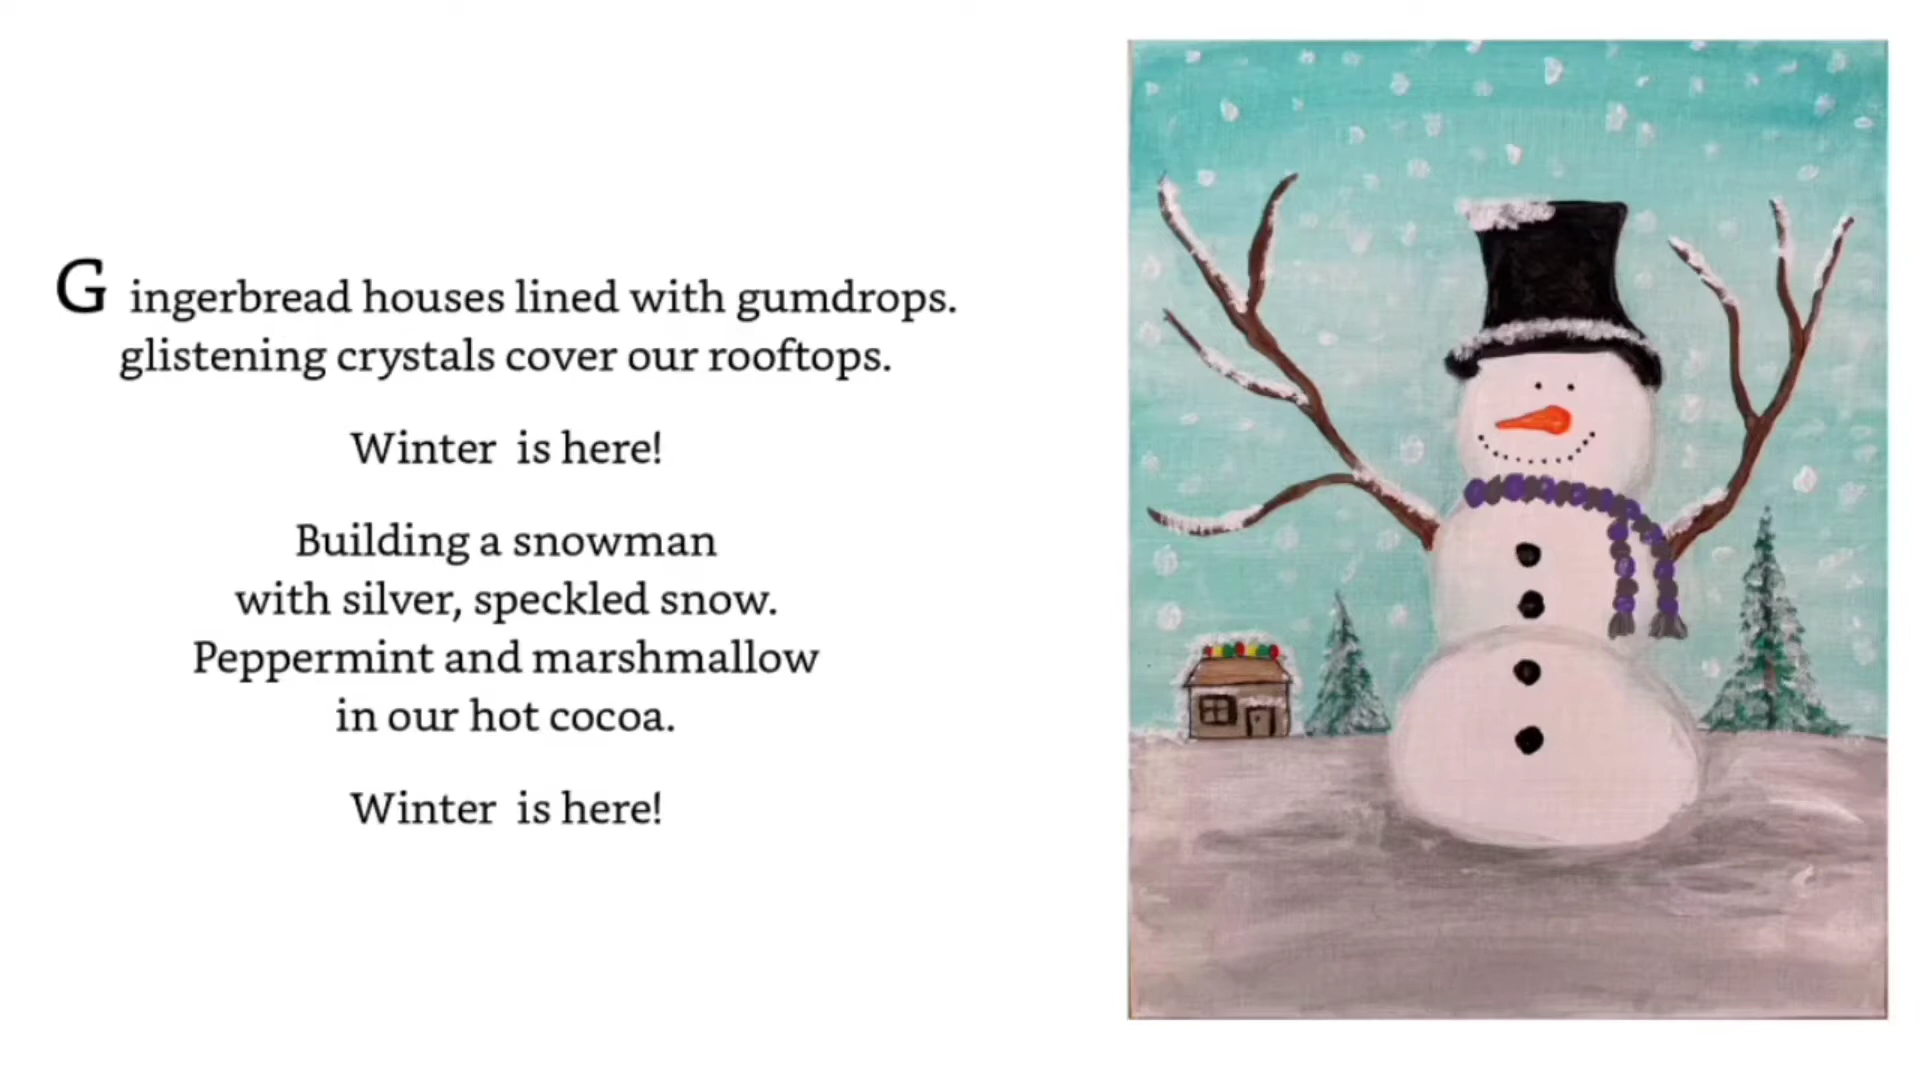 Gingerbread houses lined with gumdrops.
glistening crystals cover our rooftops.
Winter is here!
Building a snowman
with silver, speckled snow.
Peppermint and marshmallow
in our hot cocoa.
Winter is here!